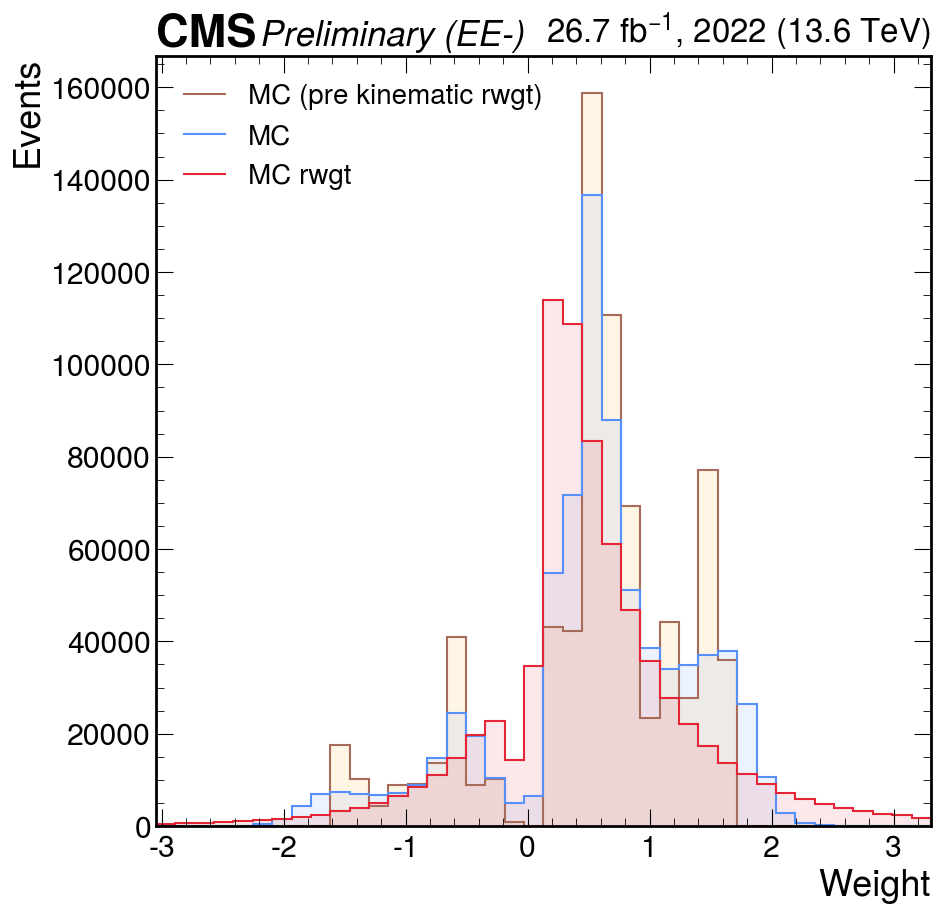 CMS Preliminary (EE-) 26.7 fb⁻¹, 2022 (13.6 TeV)
Events
160000
140000
120000
100000
80000
60000
40000
20000
0
MC (pre kinematic rwgt)
MC
MC rwgt
-3 -2 -1 0 1 2 3
Weight